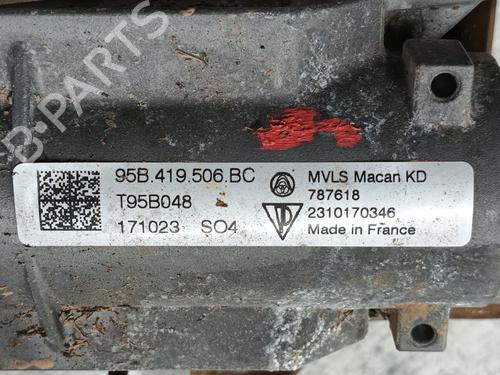 B-PARTS
95B.419.506.BC
T95B048
171023 SO4
MVLS Macan KD
787618
2310170346
Made in France